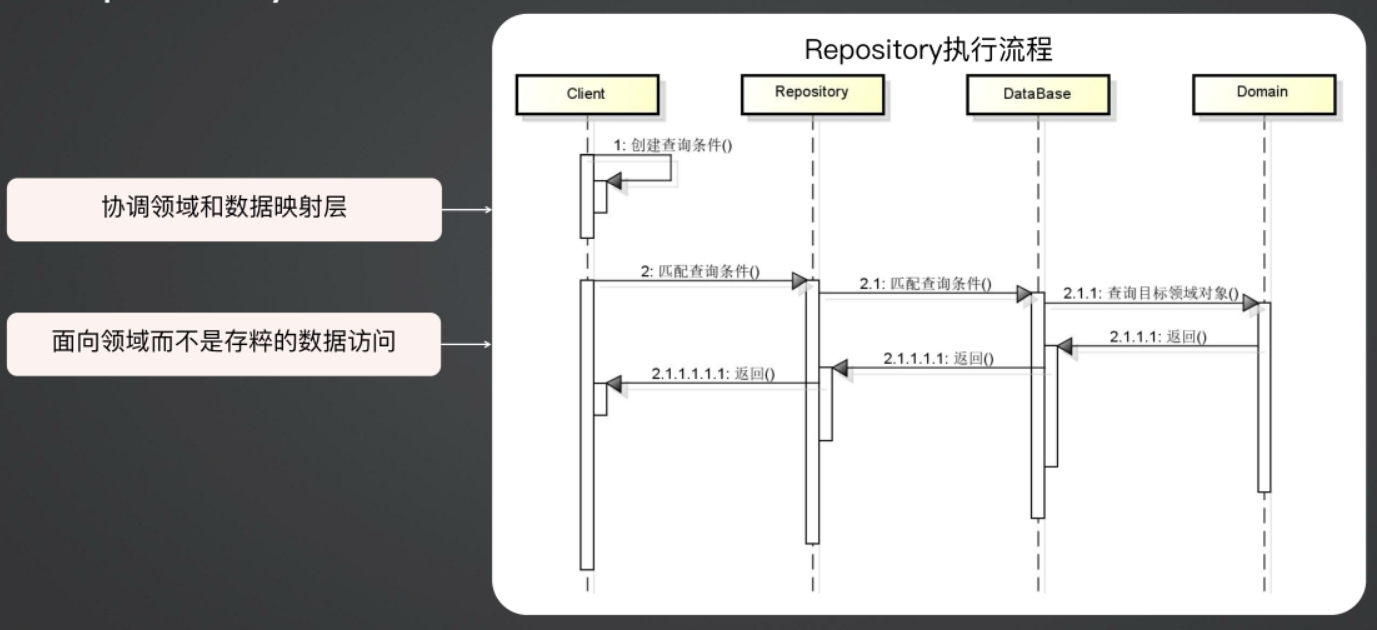 Repository执行流程
Client
Repository
DataBase
Domain
1: 创建查询条件()
协调领域和数据映射层
2: 匹配查询条件()
2.1: 匹配查询条件()
2.1.1: 查询目标领域对象()
面向领域而不是存粹的数据访问
2.1.1.1: 返回()
2.1.1.1.1: 返回()
2.1.1.1.1.1: 返回()